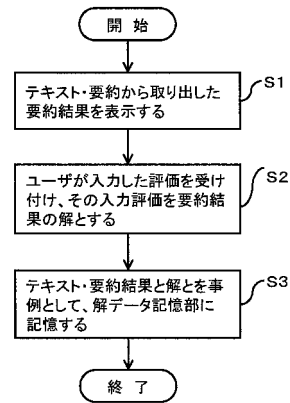 開 始
テキスト・要約から取り出した
要約結果を表示する
S1
ユーザが入力した評価を受け
付け、その入力評価を要約結
果の解とする
S2
テキスト・要約結果と解とを事
例として、解データ記憶部に
記憶する
S3
終 了